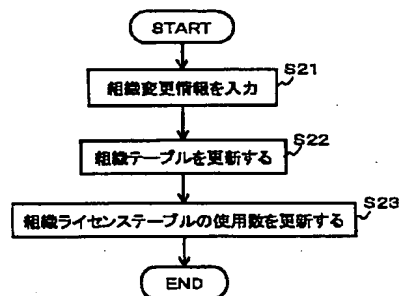 START
S21
組織変更情報を入力
S22
組織テーブルを更新する
S23
組織ライセンステーブルの使用数を更新する
END